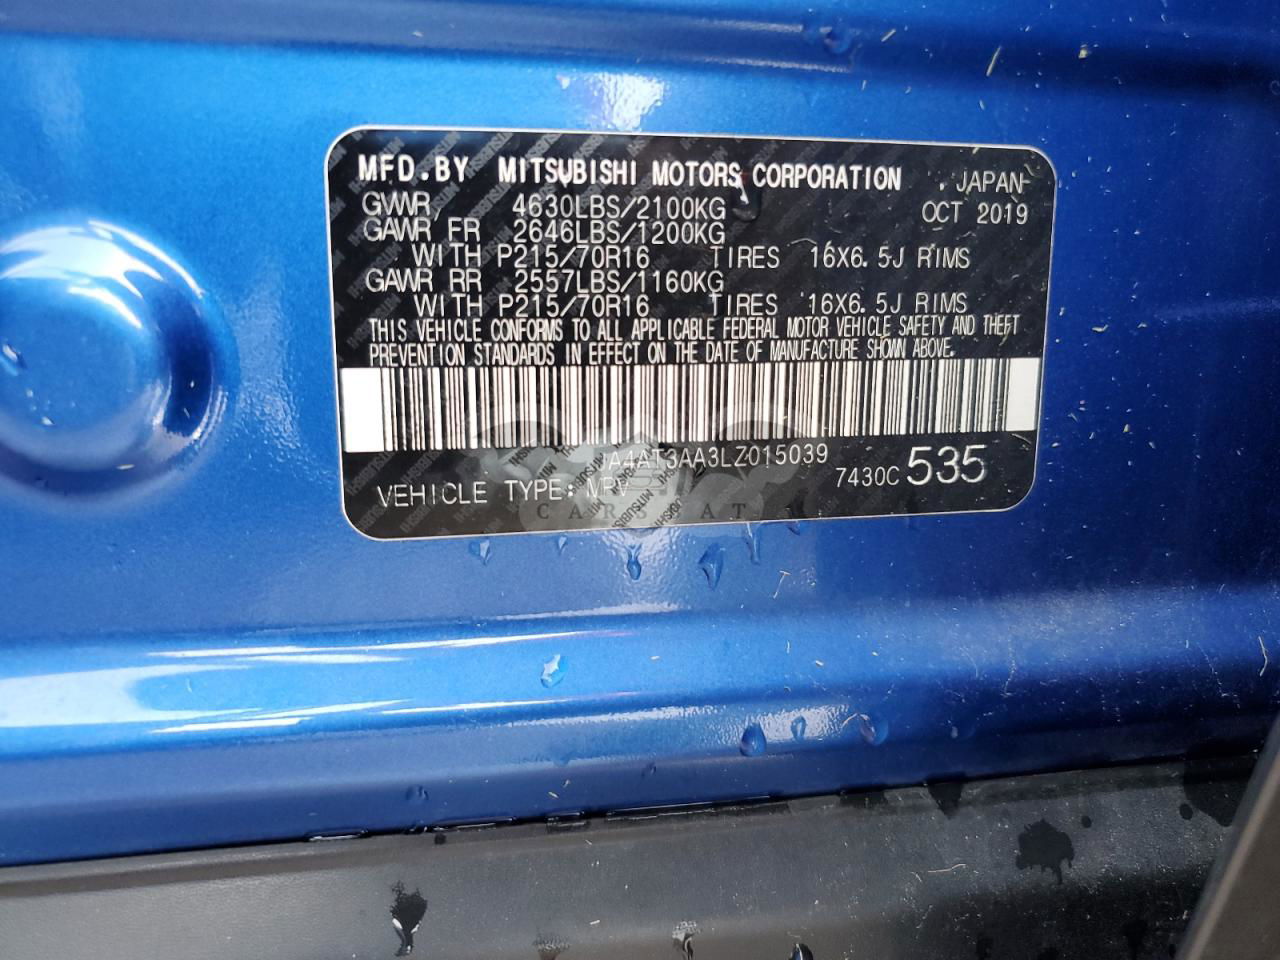 MFD.BY MITSUBISHI MOTORS CORPORATION JAPAN
GVWR 4630LBS/2100KG OCT 2019
GAWR FR 2646LBS/1200KG
WITH P215/70R16 TIRES 16X6.5J RIMS
GAWR RR 2557LBS/1160KG
WITH P215/70R16 TIRES 16X6.5J RIMS
THIS VEHICLE CONFORMS TO ALL APPLICABLE FEDERAL MOTOR VEHICLE SAFETY AND THEFT
PREVENTION STANDARDS IN EFFECT ON THE DATE OF MANUFACTURE SHOWN ABOVE.
JA4AT3AA3LZ015039
VEHICLE TYPE: MPV 7430C 535